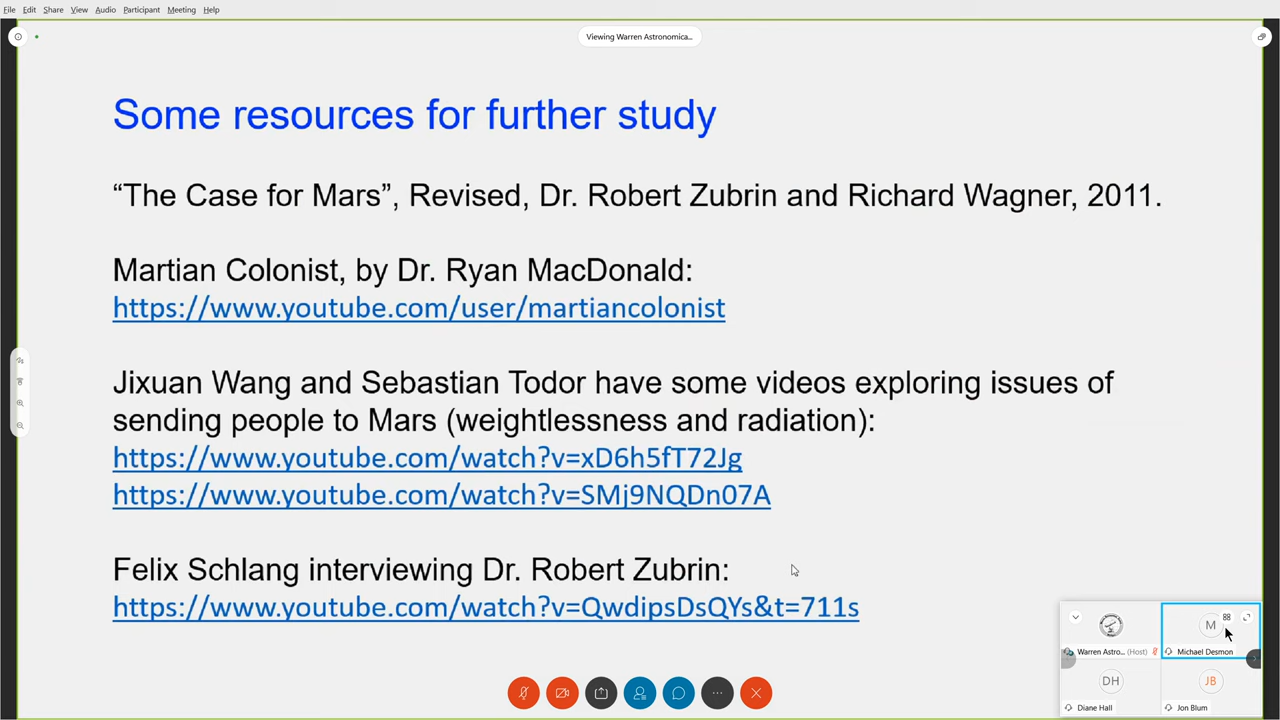 File Edit Share View Audio Participant Meeting Help
Viewing Warren Astronomica...
Some resources for further study
“The Case for Mars”, Revised, Dr. Robert Zubrin and Richard Wagner, 2011.
Martian Colonist, by Dr. Ryan MacDonald:
https://www.youtube.com/user/martiancolonist
Jixuan Wang and Sebastian Todor have some videos exploring issues of
sending people to Mars (weightlessness and radiation):
https://www.youtube.com/watch?v=xD6h5fT72Jg
https://www.youtube.com/watch?v=SMj9NQDn07A
Felix Schlang interviewing Dr. Robert Zubrin:
https://www.youtube.com/watch?v=QwdipsDsQYs&t=711s
M 88
Warren Astro... (Host) Michael Desmon
DH JB
Diane Hall Jon Blum